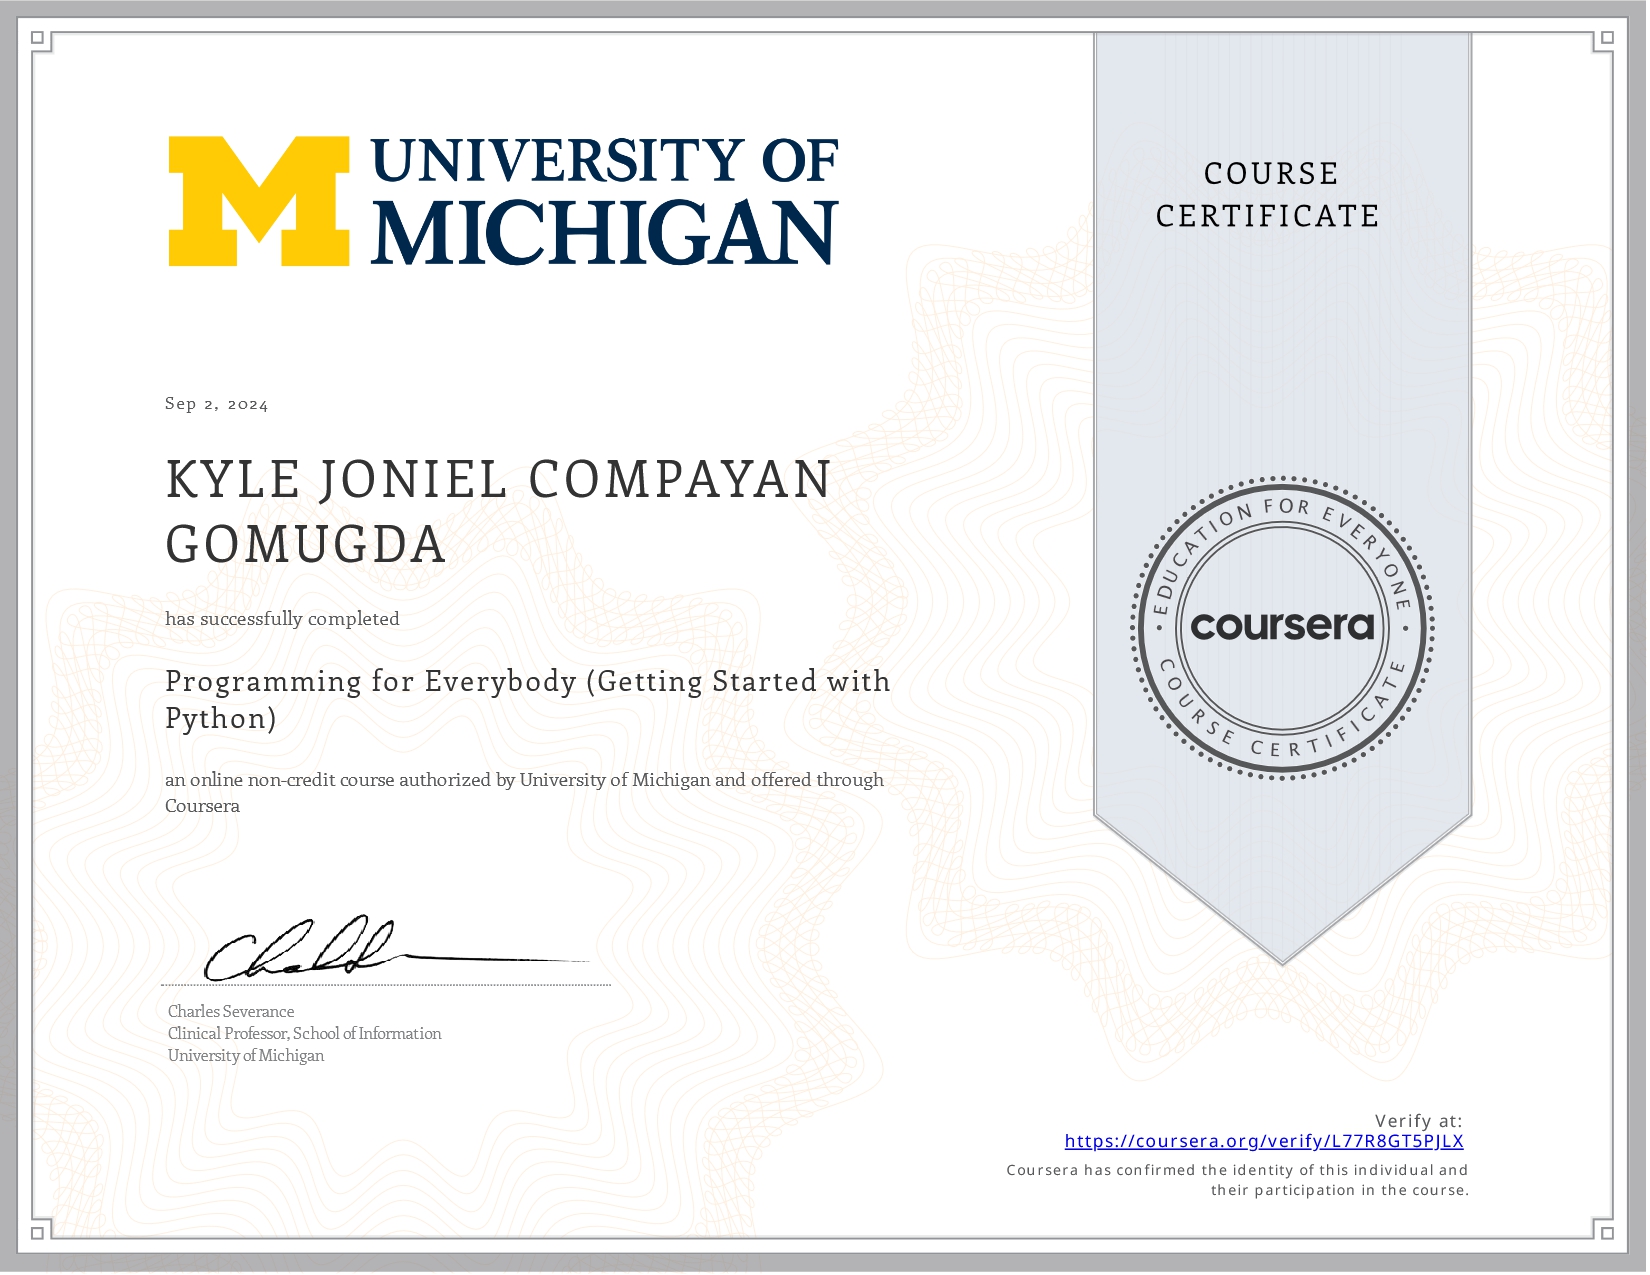 UNIVERSITY OF
MICHIGAN
COURSE
CERTIFICATE
Sep 2, 2024
KYLE JONIEL COMPAYAN
GOMUGDA
has successfully completed
Programming for Everybody (Getting Started with
Python)
an online non-credit course authorized by University of Michigan and offered through
Coursera
EDUCATION FOR EVERYONE
coursera
COURSE CERTIFICATE
Charles Severance
Clinical Professor, School of Information
University of Michigan
Verify at:
https://coursera.org/verify/L77R8GT5PJLX
Coursera has confirmed the identity of this individual and
their participation in the course.